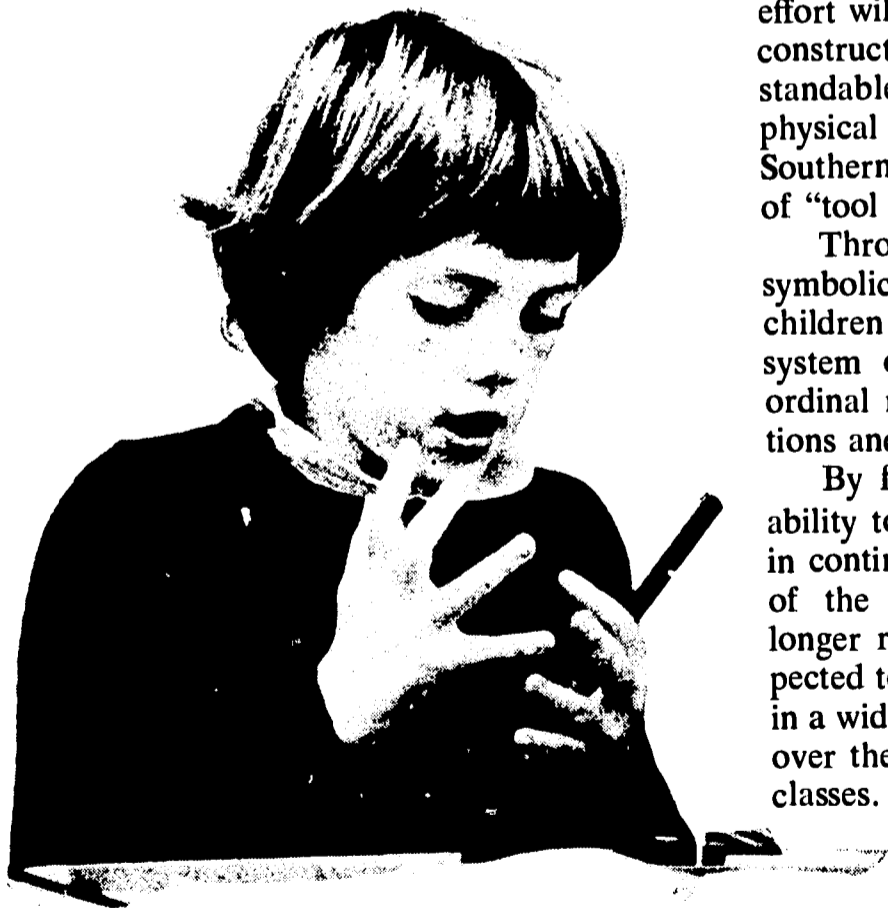 effort wil
construct
standable
physical
Southern
of “tool
Thro
symbolic
children
system
ordinal
tions and
By f
ability to
in contin
of the
longer r
pected to
in a wid
over the
classes.